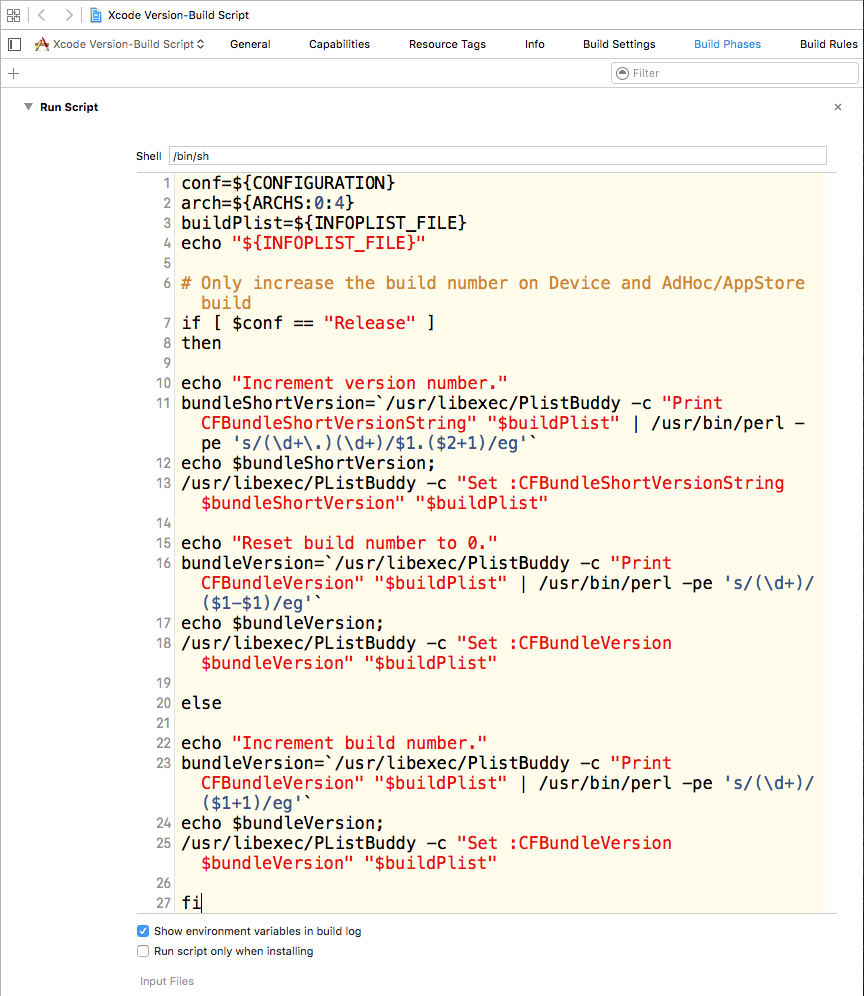 Xcode Version-Build Script
Xcode Version-Build Script General Capabilities Resource Tags Info Build Settings Build Phases Build Rules
Filter
Run Script
Shell /bin/sh
1 conf=${CONFIGURATION}
2 arch=${ARCHS:0:4}
3 buildPlist=${INFOPLIST_FILE}
4 echo "${INFOPLIST_FILE}"
5
6 # Only increase the build number on Device and AdHoc/AppStore
build
7 if [ $conf == "Release" ]
8 then
9
10 echo "Increment version number."
11 bundleShortVersion=`/usr/libexec/PlistBuddy -c "Print
CFBundleShortVersionString" "$buildPlist" | /usr/bin/perl -
pe 's/(\d+\.)(\d+)/$1.($2+1)/eg'`
12 echo $bundleShortVersion;
13 /usr/libexec/PListBuddy -c "Set :CFBundleShortVersionString
$bundleShortVersion" "$buildPlist"
14
15 echo "Reset build number to 0."
16 bundleVersion=`/usr/libexec/PlistBuddy -c "Print
CFBundleVersion" "$buildPlist" | /usr/bin/perl -pe 's/(\d+)/
($1-$1)/eg'`
17 echo $bundleVersion;
18 /usr/libexec/PListBuddy -c "Set :CFBundleVersion
$bundleVersion" "$buildPlist"
19
20 else
21
22 echo "Increment build number."
23 bundleVersion=`/usr/libexec/PlistBuddy -c "Print
CFBundleVersion" "$buildPlist" | /usr/bin/perl -pe 's/(\d+)/
($1+1)/eg'`
24 echo $bundleVersion;
25 /usr/libexec/PListBuddy -c "Set :CFBundleVersion
$bundleVersion" "$buildPlist"
26
27 fi
Show environment variables in build log
Run script only when installing
Input Files